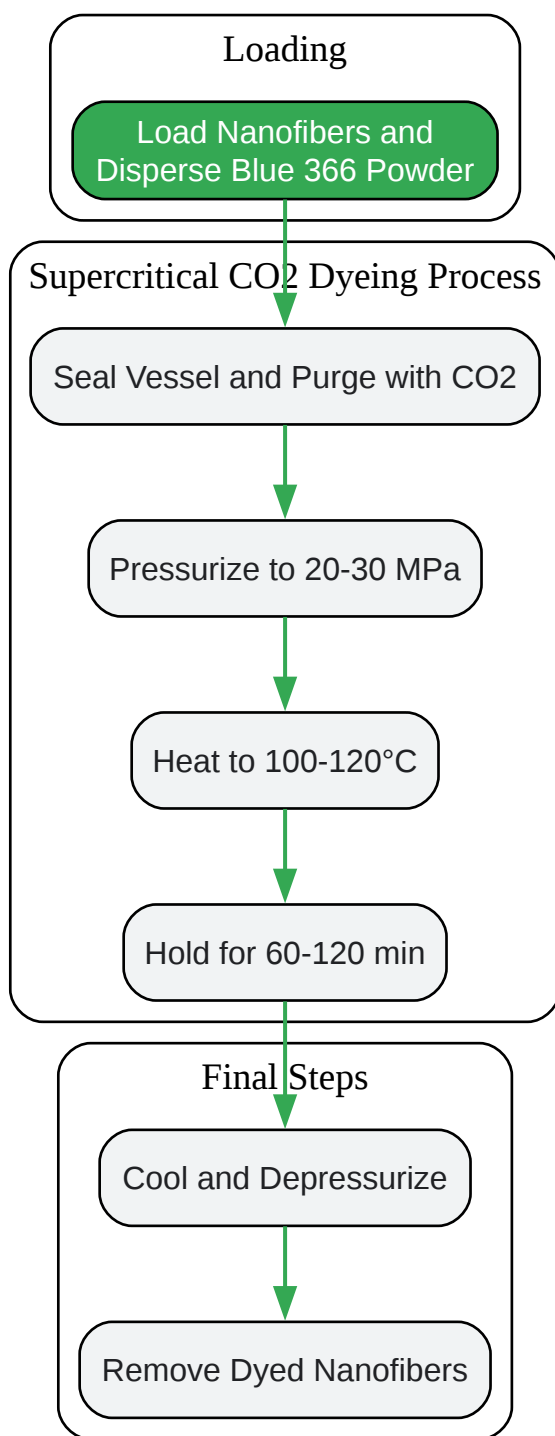 Loading
Load Nanofibers and
Disperse Blue 366 Powder
Supercritical CO2 Dyeing Process
Seal Vessel and Purge with CO2
Pressurize to 20-30 MPa
Heat to 100-120°C
Hold for 60-120 min
Final Steps
Cool and Depressurize
Remove Dyed Nanofibers